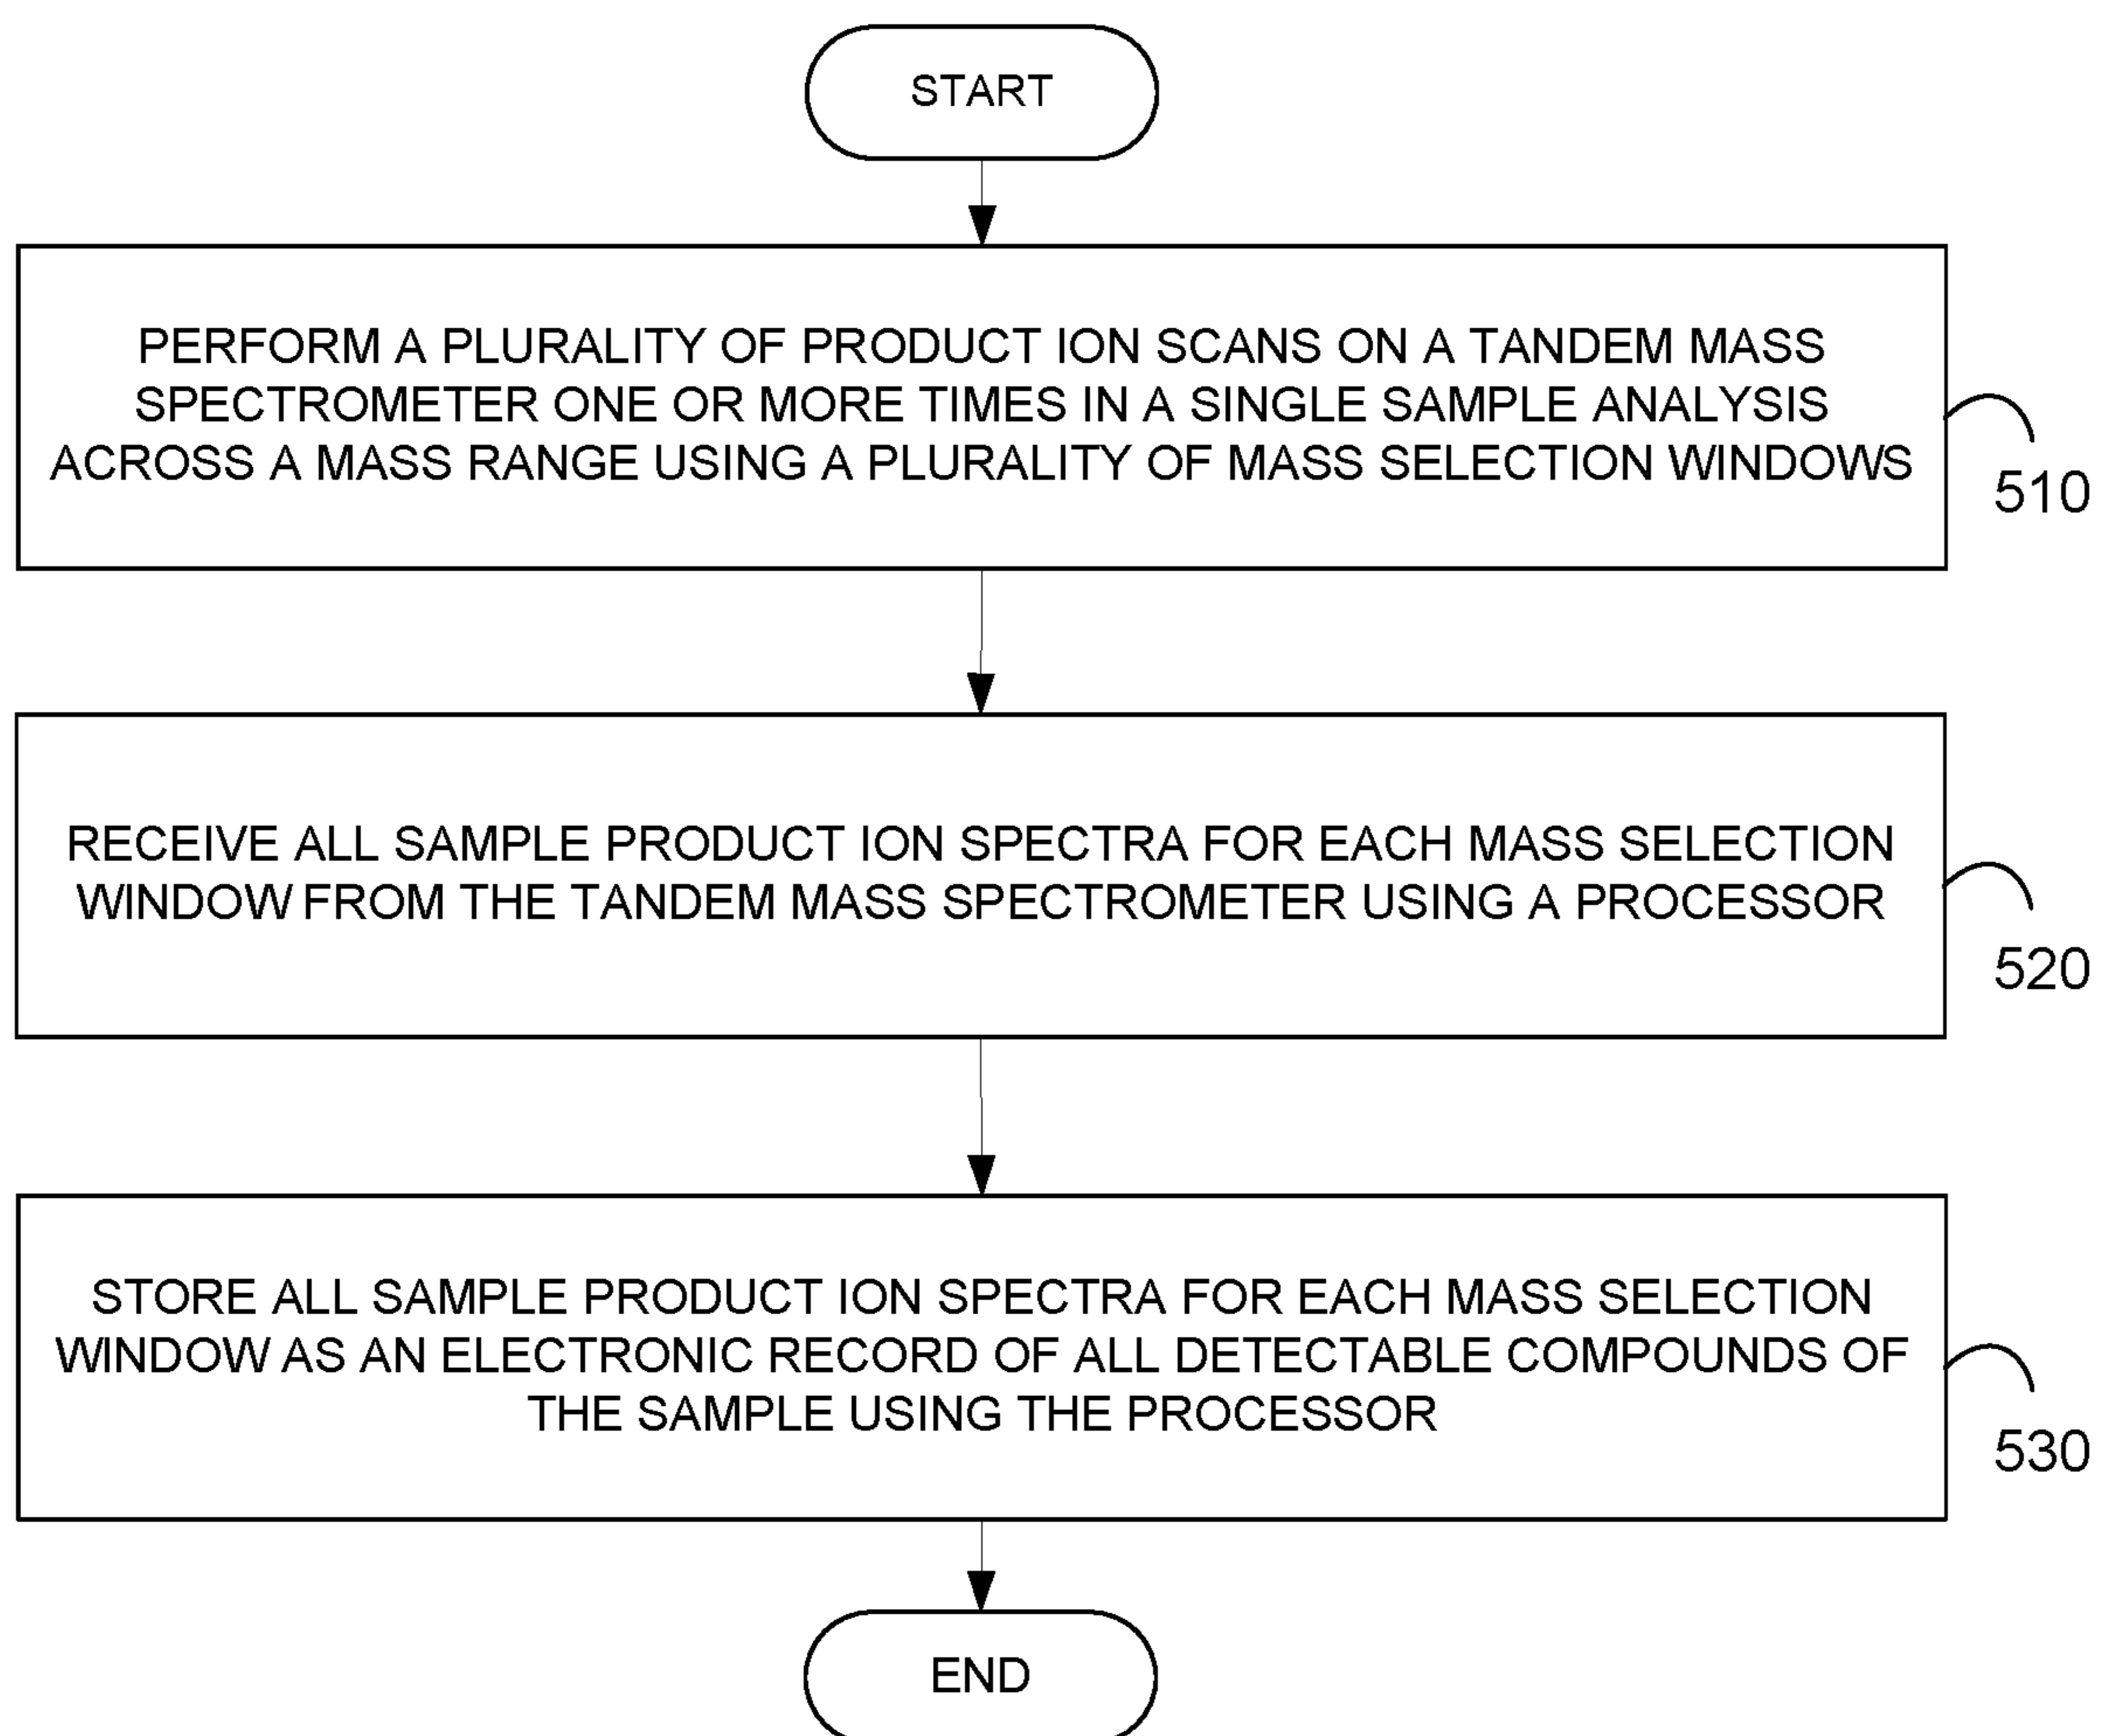 START
PERFORM A PLURALITY OF PRODUCT ION SCANS ON A TANDEM MASS
SPECTROMETER ONE OR MORE TIMES IN A SINGLE SAMPLE ANALYSIS
ACROSS A MASS RANGE USING A PLURALITY OF MASS SELECTION WINDOWS
510
RECEIVE ALL SAMPLE PRODUCT ION SPECTRA FOR EACH MASS SELECTION
WINDOW FROM THE TANDEM MASS SPECTROMETER USING A PROCESSOR
520
STORE ALL SAMPLE PRODUCT ION SPECTRA FOR EACH MASS SELECTION
WINDOW AS AN ELECTRONIC RECORD OF ALL DETECTABLE COMPOUNDS OF
THE SAMPLE USING THE PROCESSOR
530
END